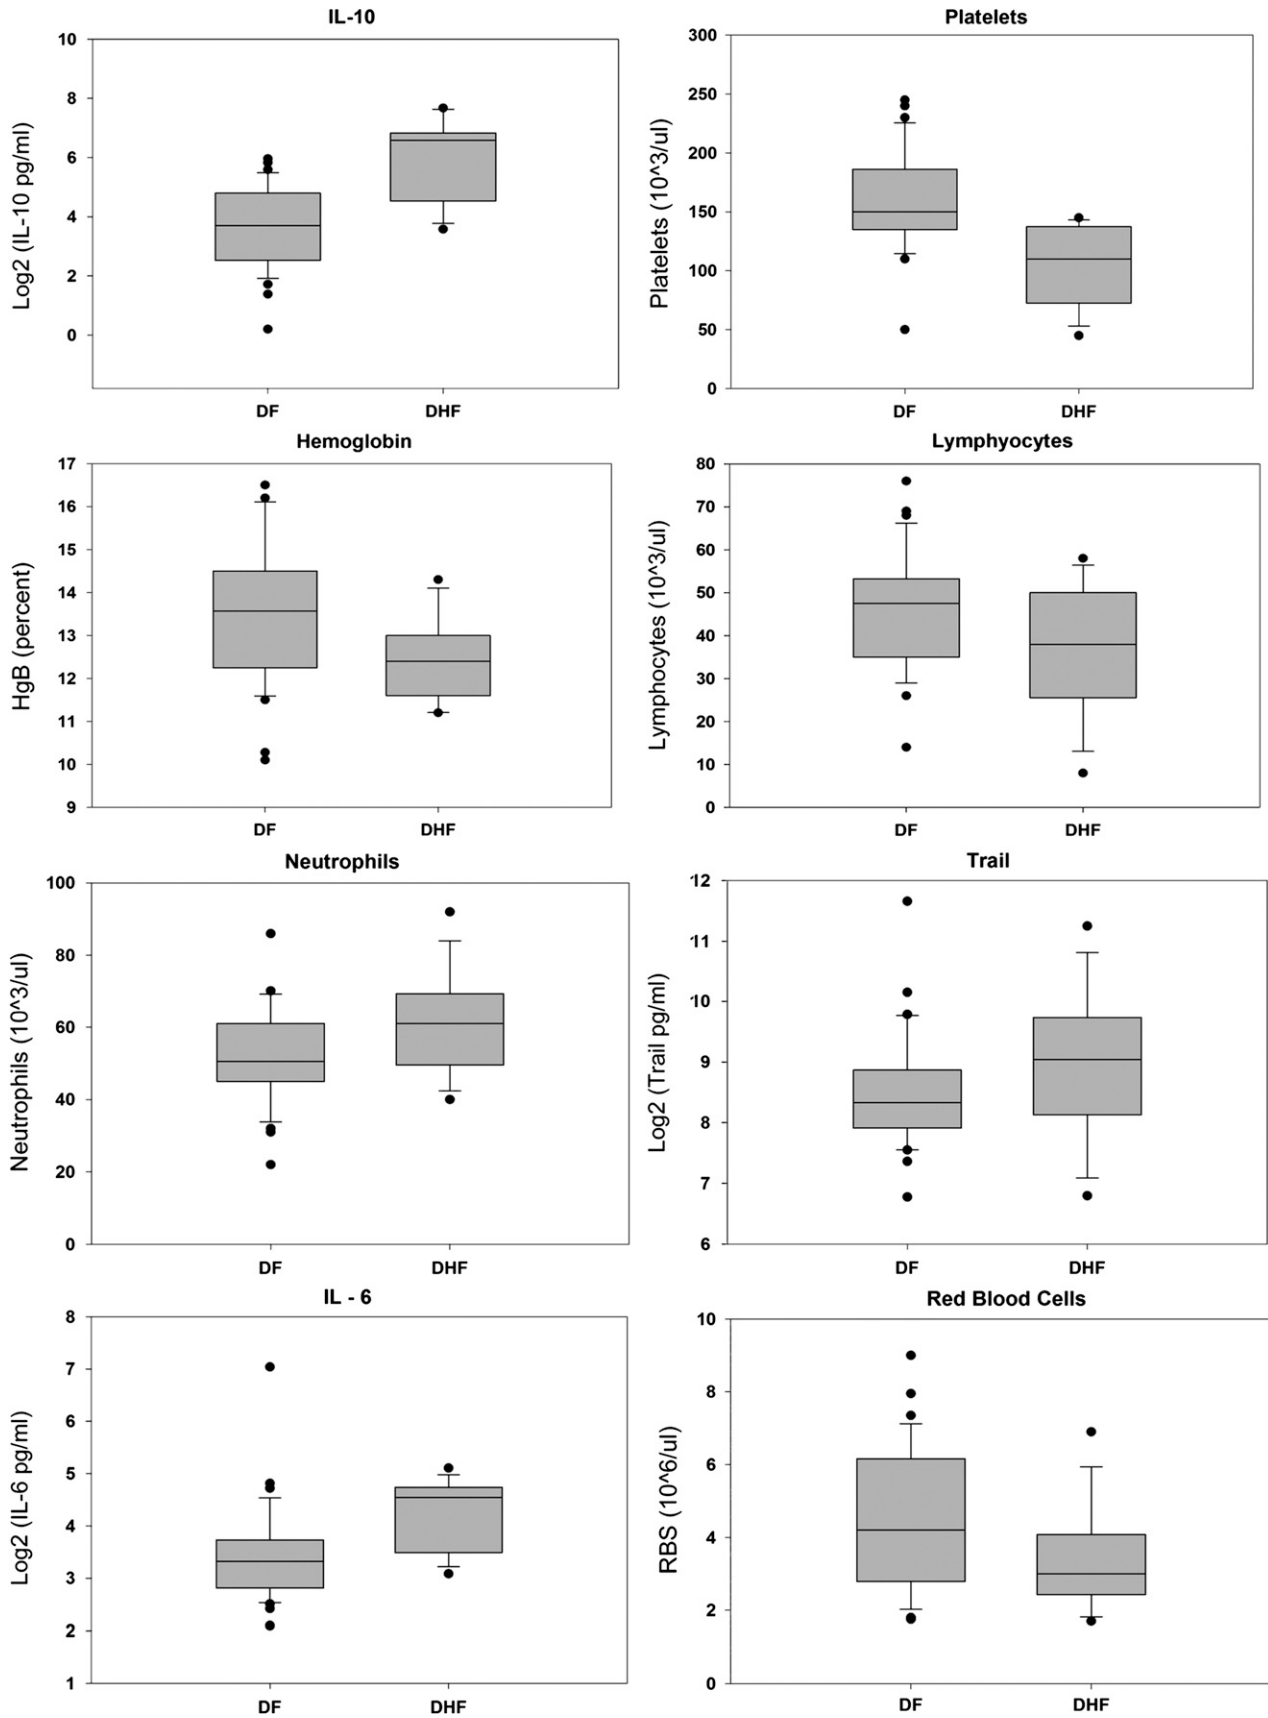 IL-10
Log2 (IL-10 pg/ml)
10
8
6
4
2
0
DF DHF
Platelets
Platelets (10^3/ul)
300
250
200
150
100
50
0
DF DHF
Hemoglobin
HgB (percent)
17
16
15
14
13
12
11
10
9
DF DHF
Lymphyocytes
Lymphocytes (10^3/ul)
80
70
60
50
40
30
20
10
0
DF DHF
Neutrophils
Neutrophils (10^3/ul)
100
80
60
40
20
0
DF DHF
Trail
Log2 (Trail pg/ml)
12
11
10
9
8
7
6
DF DHF
IL - 6
Log2 (IL-6 pg/ml)
8
7
6
5
4
3
2
1
DF DHF
Red Blood Cells
RBS (10^6/ul)
10
8
6
4
2
0
DF DHF